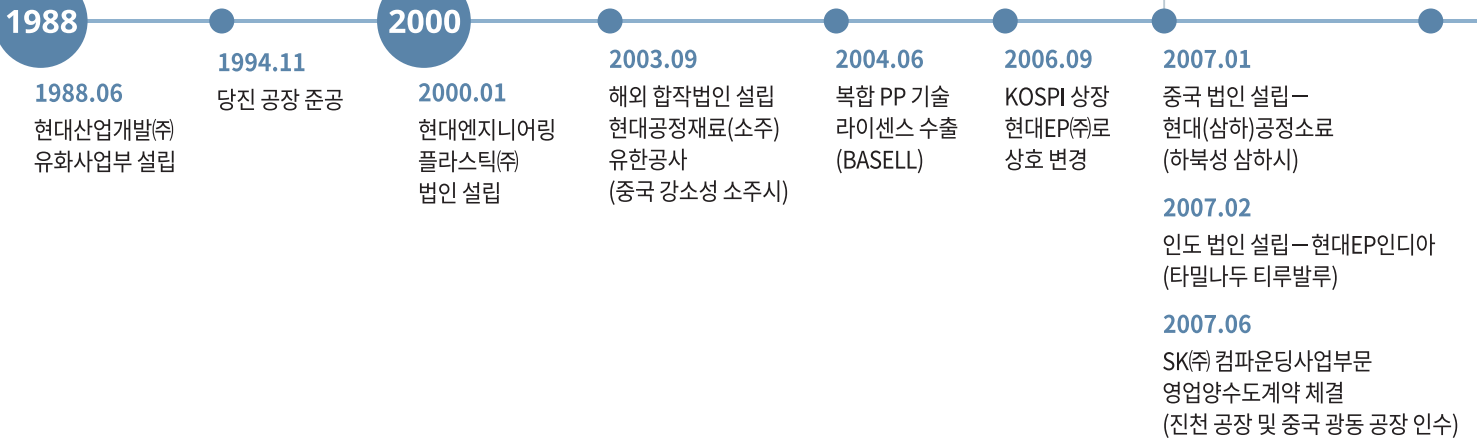 1988
1988.06
현대산업개발㈜
유화사업부 설립
1994.11
당진 공장 준공
2000
2000.01
현대엔지니어링
플라스틱㈜
법인 설립
2003.09
해외 합작법인 설립
현대공정재료(소주)
유한공사
(중국 강소성 소주시)
2004.06
복합 PP 기술
라이센스 수출
(BASELL)
2006.09
KOSPI 상장
현대EP㈜로
상호 변경
2007.01
중국 법인 설립—
현대(삼하)공정소료
(하북성 삼하시)
2007.02
인도 법인 설립—현대EP인디아
(타밀나두 티루발루)
2007.06
SK㈜ 컴파운딩사업부문
영업양수도계약 체결
(진천 공장 및 중국 광동 공장 인수)